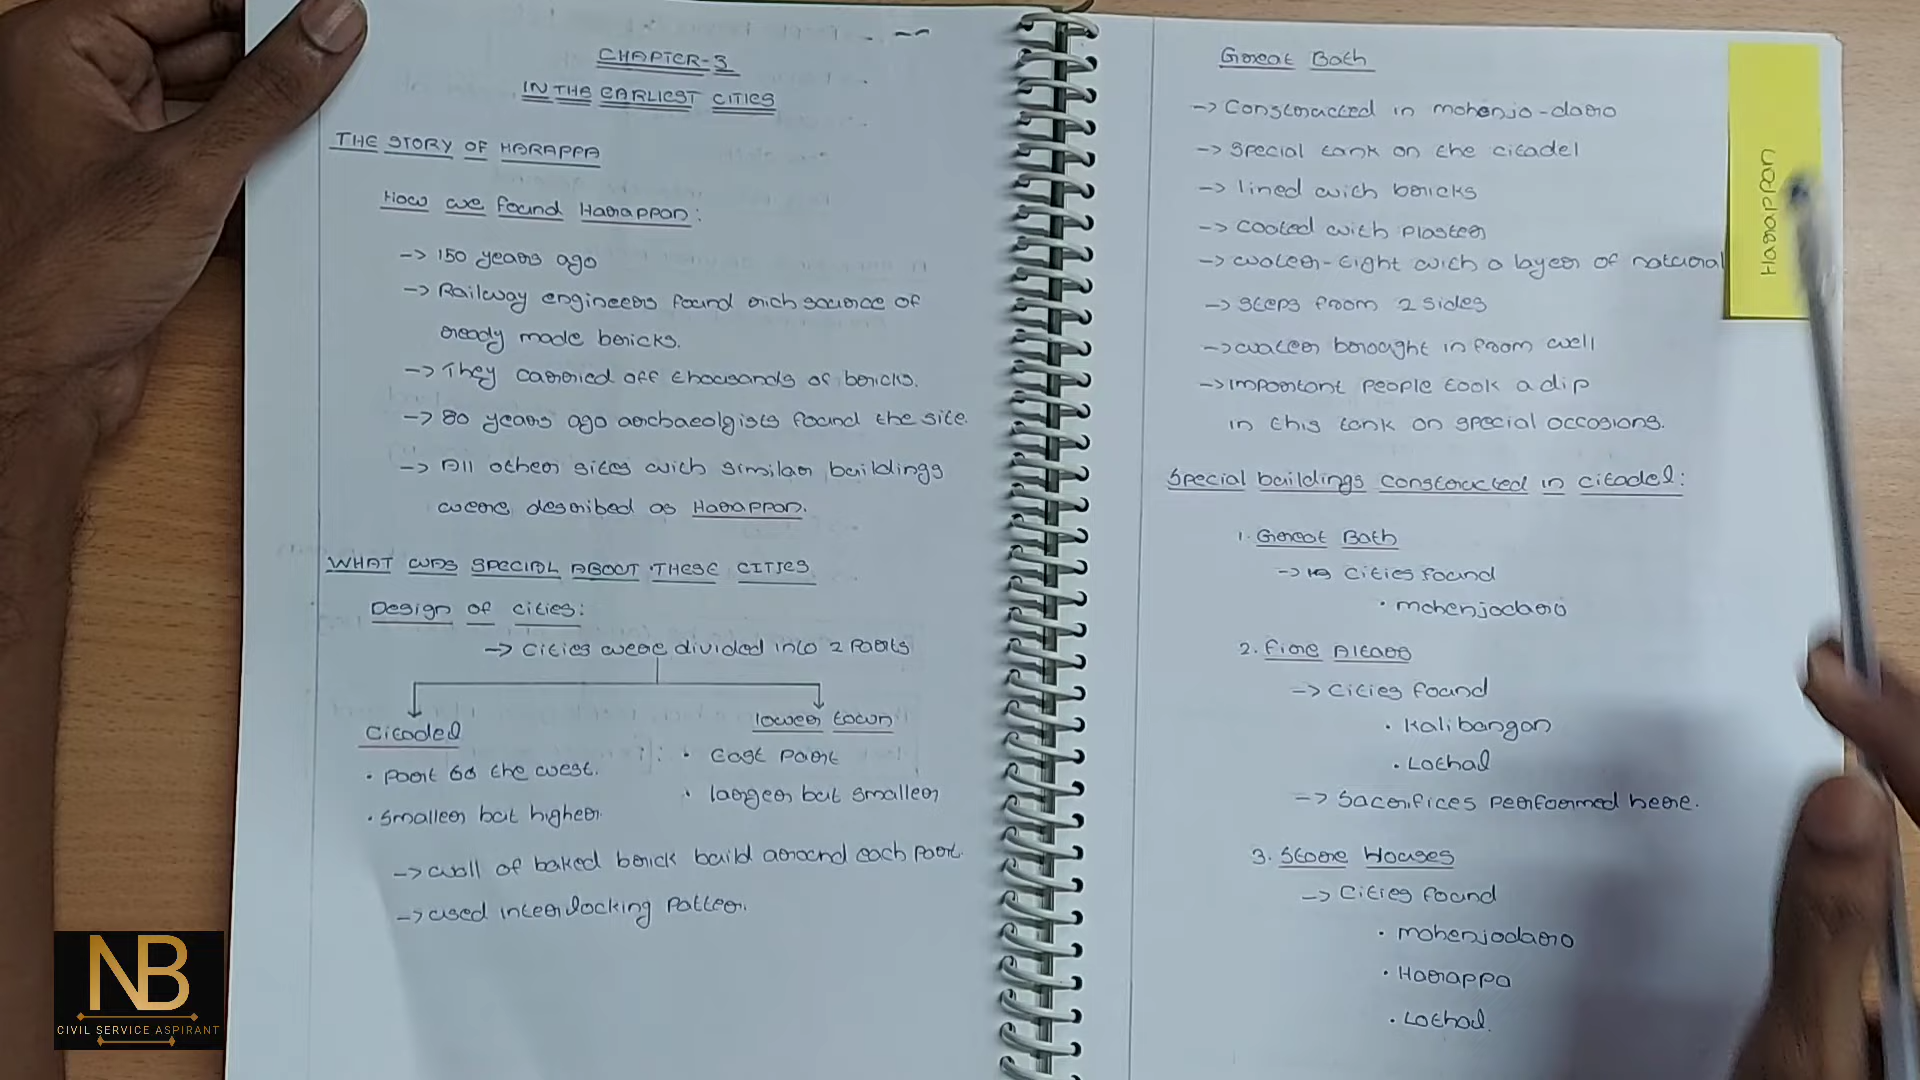 CHAPTER-3
IN THE EARLIEST CITIES
THE STORY OF HARAPPA
How we found Harappan:
-> 150 years ago
-> Railway engineers found rich source of
ready made bricks.
-> They carried off thousands of bricks.
-> 80 years ago archaelgists found the site.
-> All other sites with similar buildings
were described as Harappan.
WHAT WAS SPECIAL ABOUT THESE CITIES
Design of cities:
-> Cities were divided into 2 Parts
Citaded
• Part to the west.
• Smaller but higher
lower town
• East Part
• larger but smaller
-> wall of baked brick build around each Part.
-> used interlocking Patter.
Great Bath
-> Constructed in mohenjo-daro
-> Special tank on the citadel
-> lined with bricks
-> Coated with Plaster
-> water-tight with a layer of natural
-> Steps from 2 sides
-> water brought in from well
-> Important People took a dip
in this tank on special occasions.
Special buildings constructed in citadel:
1. Great Bath
-> Cities found
• mohenjodaro
2. Fire Altars
-> Cities found
• Kalibangan
• Lothal
-> Sacrifices Performed here.
3. Store Houses
-> Cities found
• mohenjodaro
• Harappa
• Lothal.
Harappan
NB
CIVIL SERVICE ASPIRANT